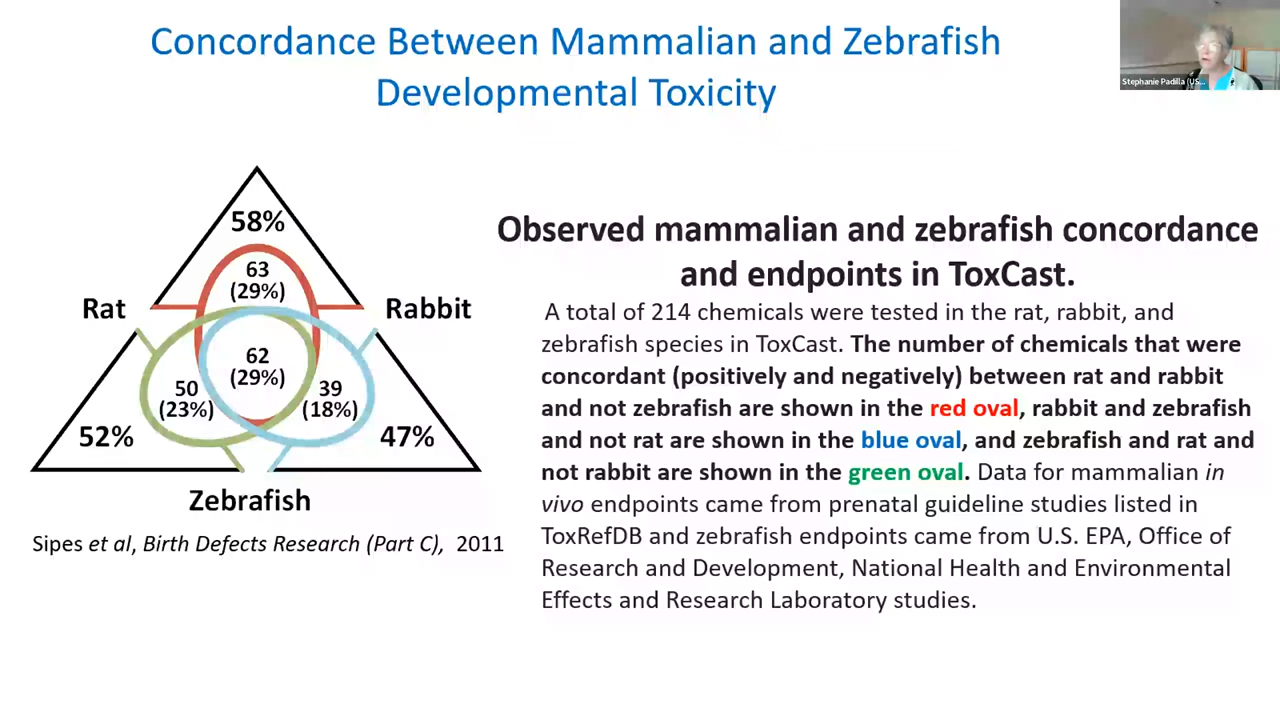 Concordance Between Mammalian and Zebrafish
Developmental Toxicity
Stephanie Padilla (US...
58%
63
(29%)
Rat
Rabbit
62
(29%)
50
(23%)
39
(18%)
52%
47%
Zebrafish
Sipes et al, Birth Defects Research (Part C), 2011
Observed mammalian and zebrafish concordance
and endpoints in ToxCast.
A total of 214 chemicals were tested in the rat, rabbit, and
zebrafish species in ToxCast. The number of chemicals that were
concordant (positively and negatively) between rat and rabbit
and not zebrafish are shown in the red oval, rabbit and zebrafish
and not rat are shown in the blue oval, and zebrafish and rat and
not rabbit are shown in the green oval. Data for mammalian in
vivo endpoints came from prenatal guideline studies listed in
ToxRefDB and zebrafish endpoints came from U.S. EPA, Office of
Research and Development, National Health and Environmental
Effects and Research Laboratory studies.